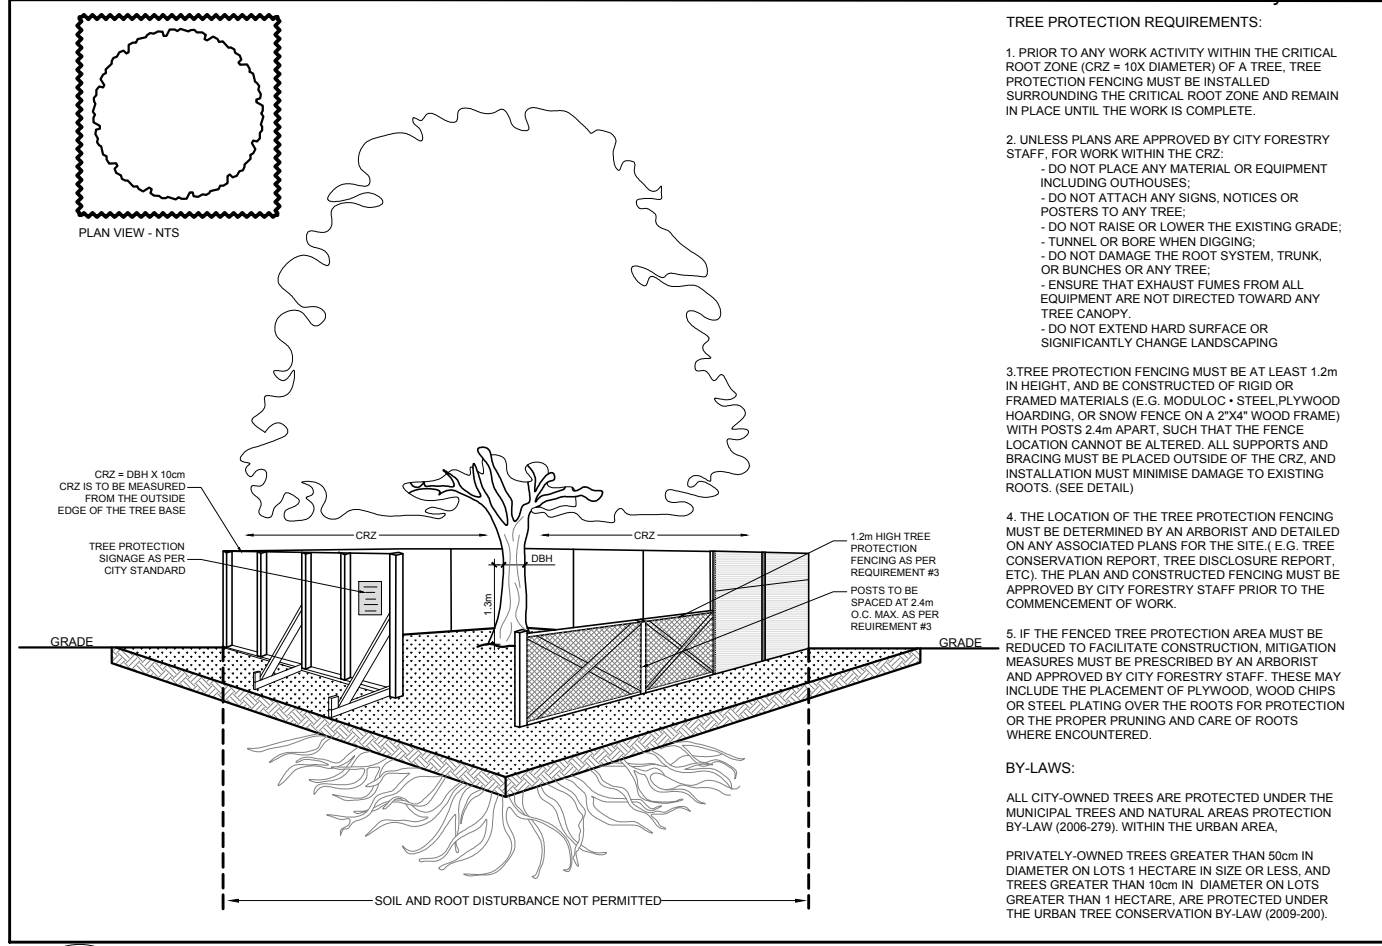 PLAN VIEW - NTS
CRZ = DBH X 10cm
CRZ IS TO BE MEASURED
FROM THE OUTSIDE
EDGE OF THE TREE BASE
TREE PROTECTION
SIGNAGE AS PER
CITY STANDARD
CRZ
CRZ
DBH
1.3m
1.2m HIGH TREE
PROTECTION
FENCING AS PER
REQUIREMENT #3
POSTS TO BE
SPACED AT 2.4m
O.C. MAX. AS PER
REUIREMENT #3
GRADE
GRADE
SOIL AND ROOT DISTURBANCE NOT PERMITTED
TREE PROTECTION REQUIREMENTS:
1. PRIOR TO ANY WORK ACTIVITY WITHIN THE CRITICAL
ROOT ZONE (CRZ = 10X DIAMETER) OF A TREE, TREE
PROTECTION FENCING MUST BE INSTALLED
SURROUNDING THE CRITICAL ROOT ZONE AND REMAIN
IN PLACE UNTIL THE WORK IS COMPLETE.
2. UNLESS PLANS ARE APPROVED BY CITY FORESTRY
STAFF, FOR WORK WITHIN THE CRZ:
- DO NOT PLACE ANY MATERIAL OR EQUIPMENT
INCLUDING OUTHOUSES;
- DO NOT ATTACH ANY SIGNS, NOTICES OR
POSTERS TO ANY TREE;
- DO NOT RAISE OR LOWER THE EXISTING GRADE;
- TUNNEL OR BORE WHEN DIGGING;
- DO NOT DAMAGE THE ROOT SYSTEM, TRUNK,
OR BUNCHES OR ANY TREE;
- ENSURE THAT EXHAUST FUMES FROM ALL
EQUIPMENT ARE NOT DIRECTED TOWARD ANY
TREE CANOPY.
- DO NOT EXTEND HARD SURFACE OR
SIGNIFICANTLY CHANGE LANDSCAPING
3.TREE PROTECTION FENCING MUST BE AT LEAST 1.2m
IN HEIGHT, AND BE CONSTRUCTED OF RIGID OR
FRAMED MATERIALS (E.G. MODULOC • STEEL,PLYWOOD
HOARDING, OR SNOW FENCE ON A 2"X4" WOOD FRAME)
WITH POSTS 2.4m APART, SUCH THAT THE FENCE
LOCATION CANNOT BE ALTERED. ALL SUPPORTS AND
BRACING MUST BE PLACED OUTSIDE OF THE CRZ, AND
INSTALLATION MUST MINIMISE DAMAGE TO EXISTING
ROOTS. (SEE DETAIL)
4. THE LOCATION OF THE TREE PROTECTION FENCING
MUST BE DETERMINED BY AN ARBORIST AND DETAILED
ON ANY ASSOCIATED PLANS FOR THE SITE.( E.G. TREE
CONSERVATION REPORT, TREE DISCLOSURE REPORT,
ETC). THE PLAN AND CONSTRUCTED FENCING MUST BE
APPROVED BY CITY FORESTRY STAFF PRIOR TO THE
COMMENCEMENT OF WORK.
5. IF THE FENCED TREE PROTECTION AREA MUST BE
REDUCED TO FACILITATE CONSTRUCTION, MITIGATION
MEASURES MUST BE PRESCRIBED BY AN ARBORIST
AND APPROVED BY CITY FORESTRY STAFF. THESE MAY
INCLUDE THE PLACEMENT OF PLYWOOD, WOOD CHIPS
OR STEEL PLATING OVER THE ROOTS FOR PROTECTION
OR THE PROPER PRUNING AND CARE OF ROOTS
WHERE ENCOUNTERED.
BY-LAWS:
ALL CITY-OWNED TREES ARE PROTECTED UNDER THE
MUNICIPAL TREES AND NATURAL AREAS PROTECTION
BY-LAW (2006-279). WITHIN THE URBAN AREA,
PRIVATELY-OWNED TREES GREATER THAN 50cm IN
DIAMETER ON LOTS 1 HECTARE IN SIZE OR LESS, AND
TREES GREATER THAN 10cm IN DIAMETER ON LOTS
GREATER THAN 1 HECTARE, ARE PROTECTED UNDER
THE URBAN TREE CONSERVATION BY-LAW (2009-200).